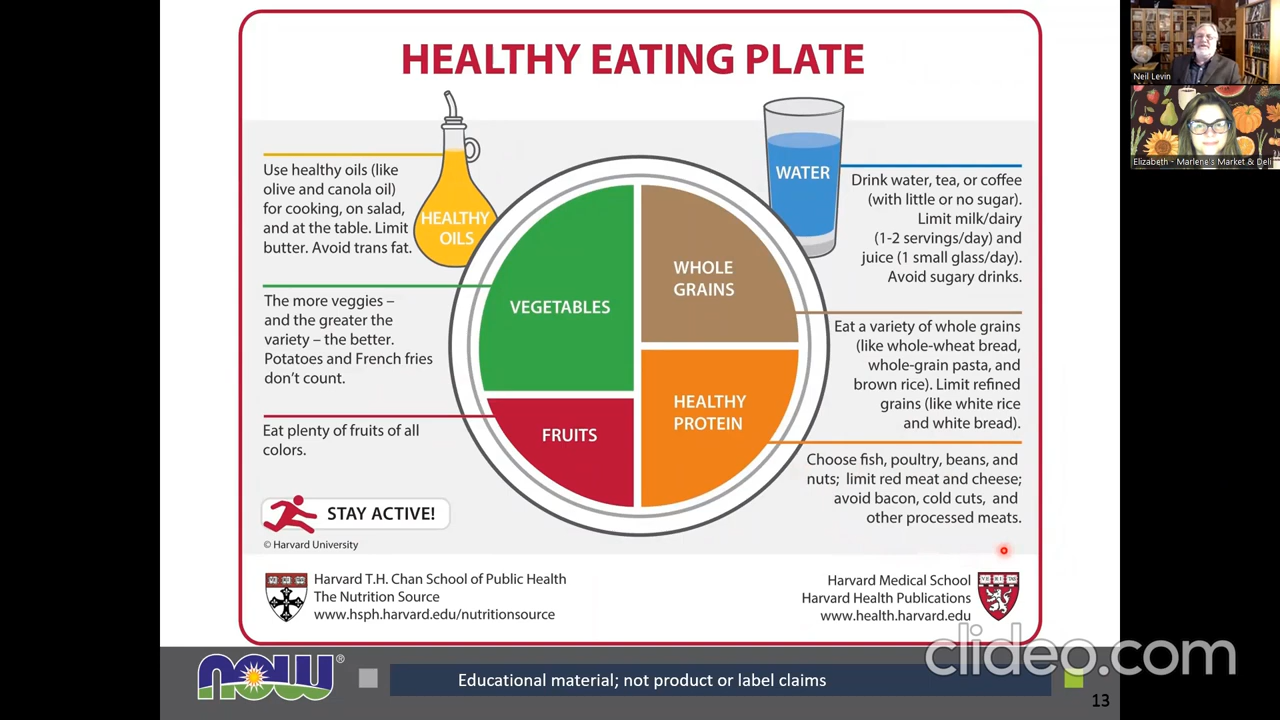 HEALTHY EATING PLATE
Use healthy oils (like
olive and canola oil)
for cooking, on salad,
and at the table. Limit
butter. Avoid trans fat.
HEALTHY
OILS
The more veggies –
and the greater the
variety – the better.
Potatoes and French fries
don't count.
Eat plenty of fruits of all
colors.
STAY ACTIVE!
© Harvard University
VEGETABLES
FRUITS
WHOLE
GRAINS
HEALTHY
PROTEIN
WATER
Drink water, tea, or coffee
(with little or no sugar).
Limit milk/dairy
(1-2 servings/day) and
juice (1 small glass/day).
Avoid sugary drinks.
Eat a variety of whole grains
(like whole-wheat bread,
whole-grain pasta, and
brown rice). Limit refined
grains (like white rice
and white bread).
Choose fish, poultry, beans, and
nuts; limit red meat and cheese;
avoid bacon, cold cuts, and
other processed meats.
Harvard T.H. Chan School of Public Health
The Nutrition Source
www.hsph.harvard.edu/nutritionsource
Harvard Medical School
Harvard Health Publications
www.health.harvard.edu
now®
Educational material; not product or label claims
clideo.com
13
Neil Levin
Elizabeth - Marlene's Market & Deli